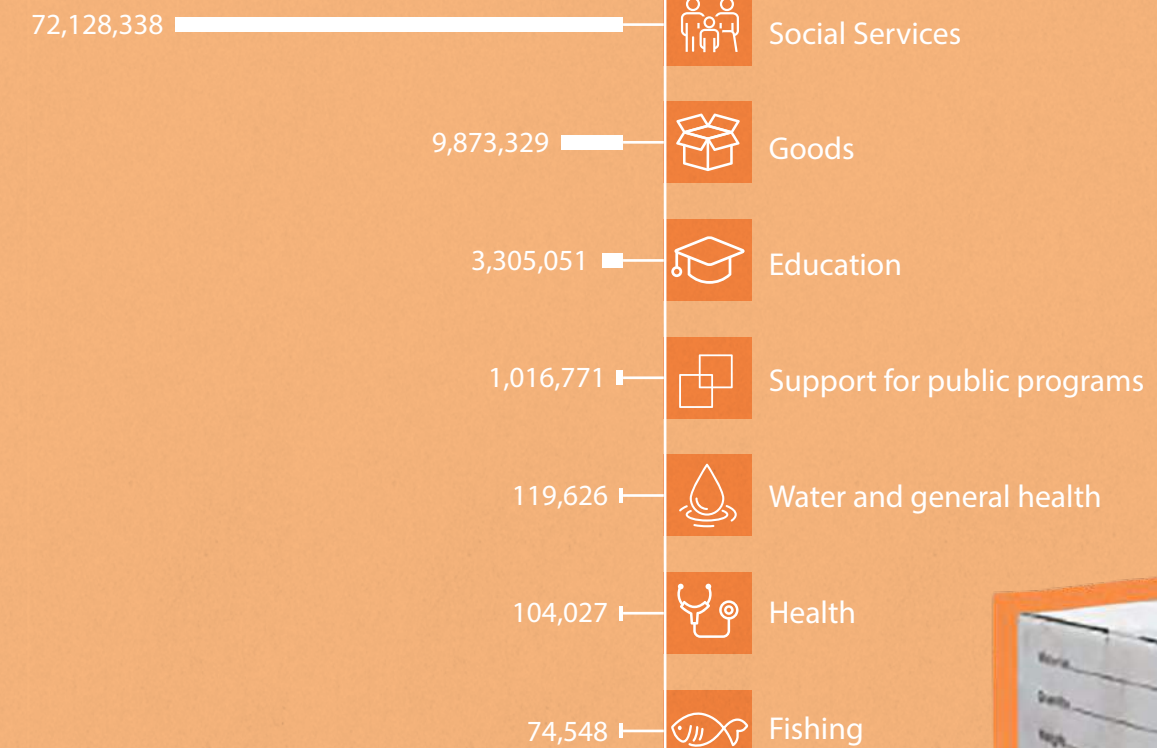 72,128,338 Social Services
9,873,329 Goods
3,305,051 Education
1,016,771 Support for public programs
119,626 Water and general health
104,027 Health
74,548 Fishing